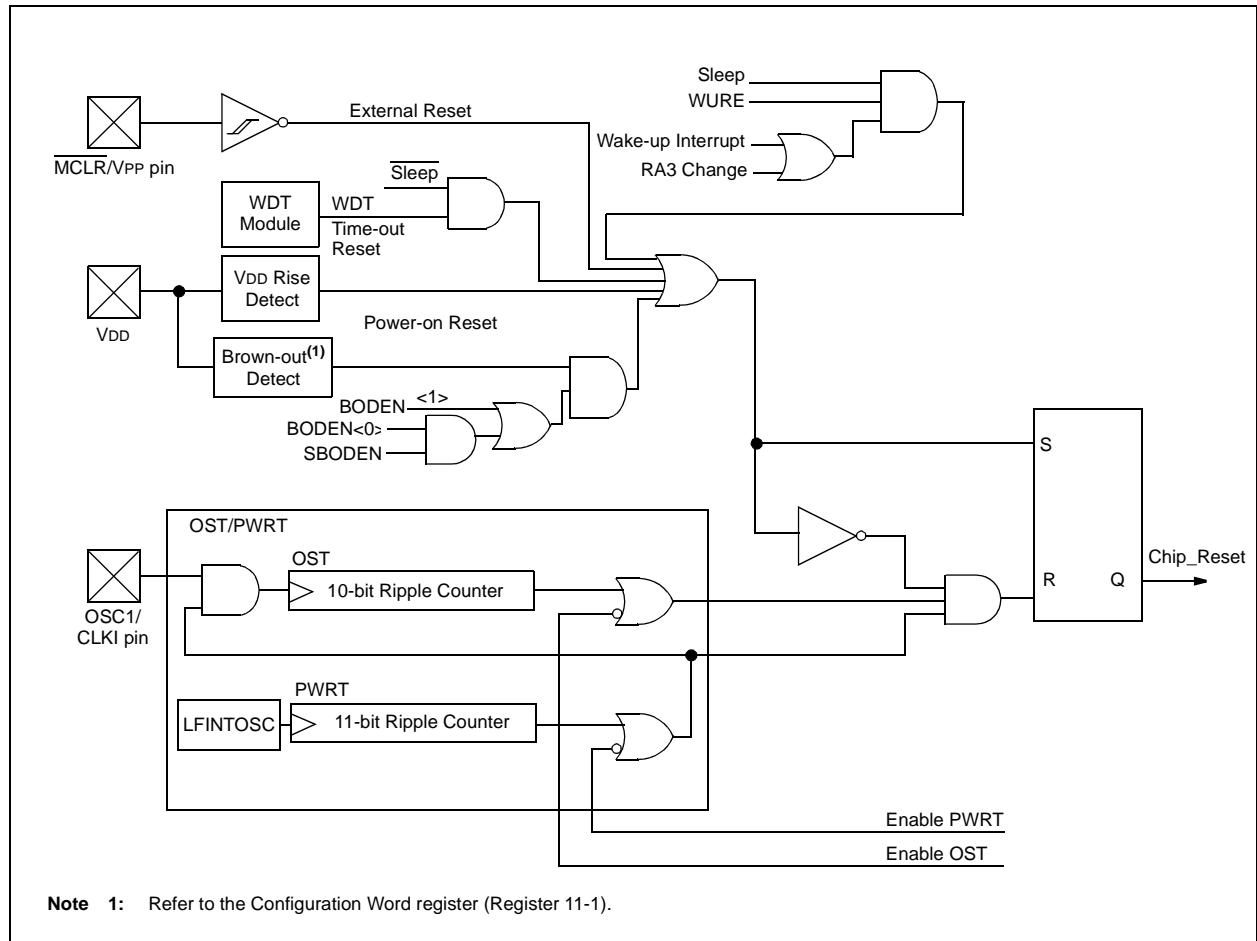 Sleep
WURE
External Reset
Wake-up Interrupt
RA3 Change
MCLR/VPP pin
Sleep
WDT
Module
WDT
Time-out
Reset
VDD
VDD Rise
Detect
Power-on Reset
Brown-out(1)
Detect
BODEN <1>
BODEN<0>
SBODEN
S
R
Q
Chip_Reset
OST/PWRT
OSC1/
CLKI pin
OST
10-bit Ripple Counter
PWRT
LFINTOSC
11-bit Ripple Counter
Enable PWRT
Enable OST
Note 1: Refer to the Configuration Word register (Register 11-1).